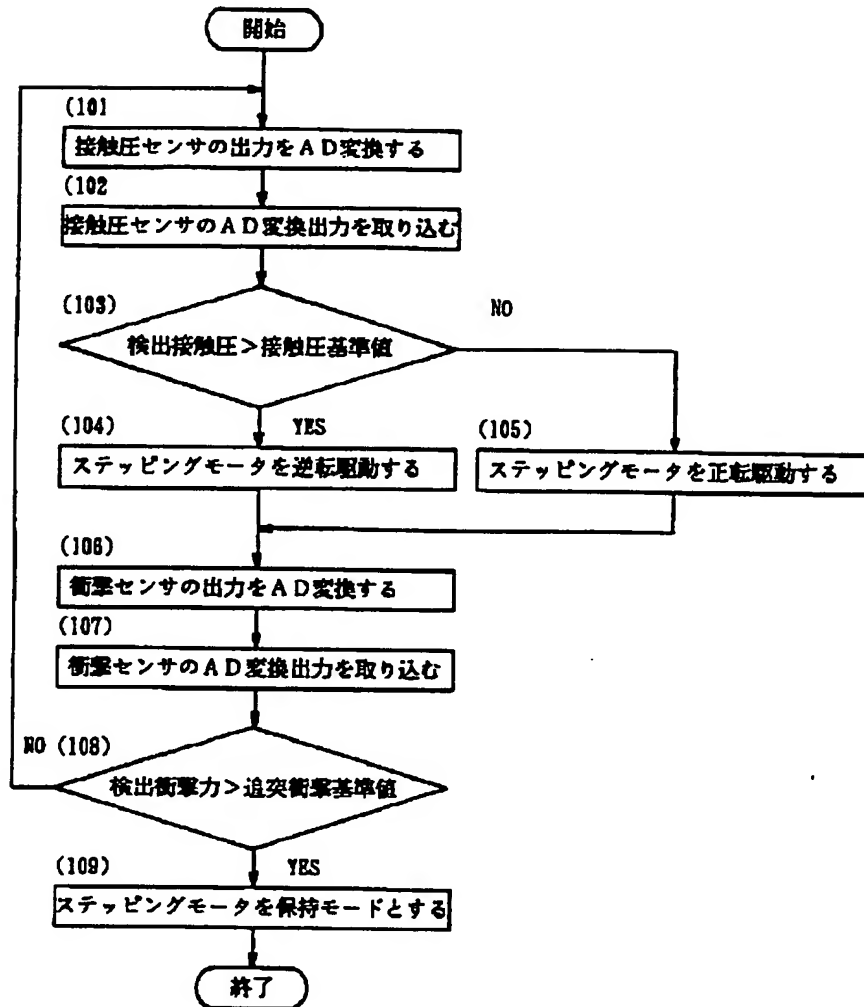 開始
(101
接触圧センサの出力をAD変換する
(102
接触圧センサのAD変換出力を取り込む
(103)
NO
検出接触圧>接触圧基準値
(104)
YES
(105)
ステッピングモータを逆転駆動する
ステッピングモータを正転駆動する
(106)
衝撃センサの出力をAD変換する
(107)
衝撃センサのAD変換出力を取り込む
NO (108)
検出衝撃力>追突衝撃基準値
(109)
YES
ステッピングモータを保持モードとする
終了